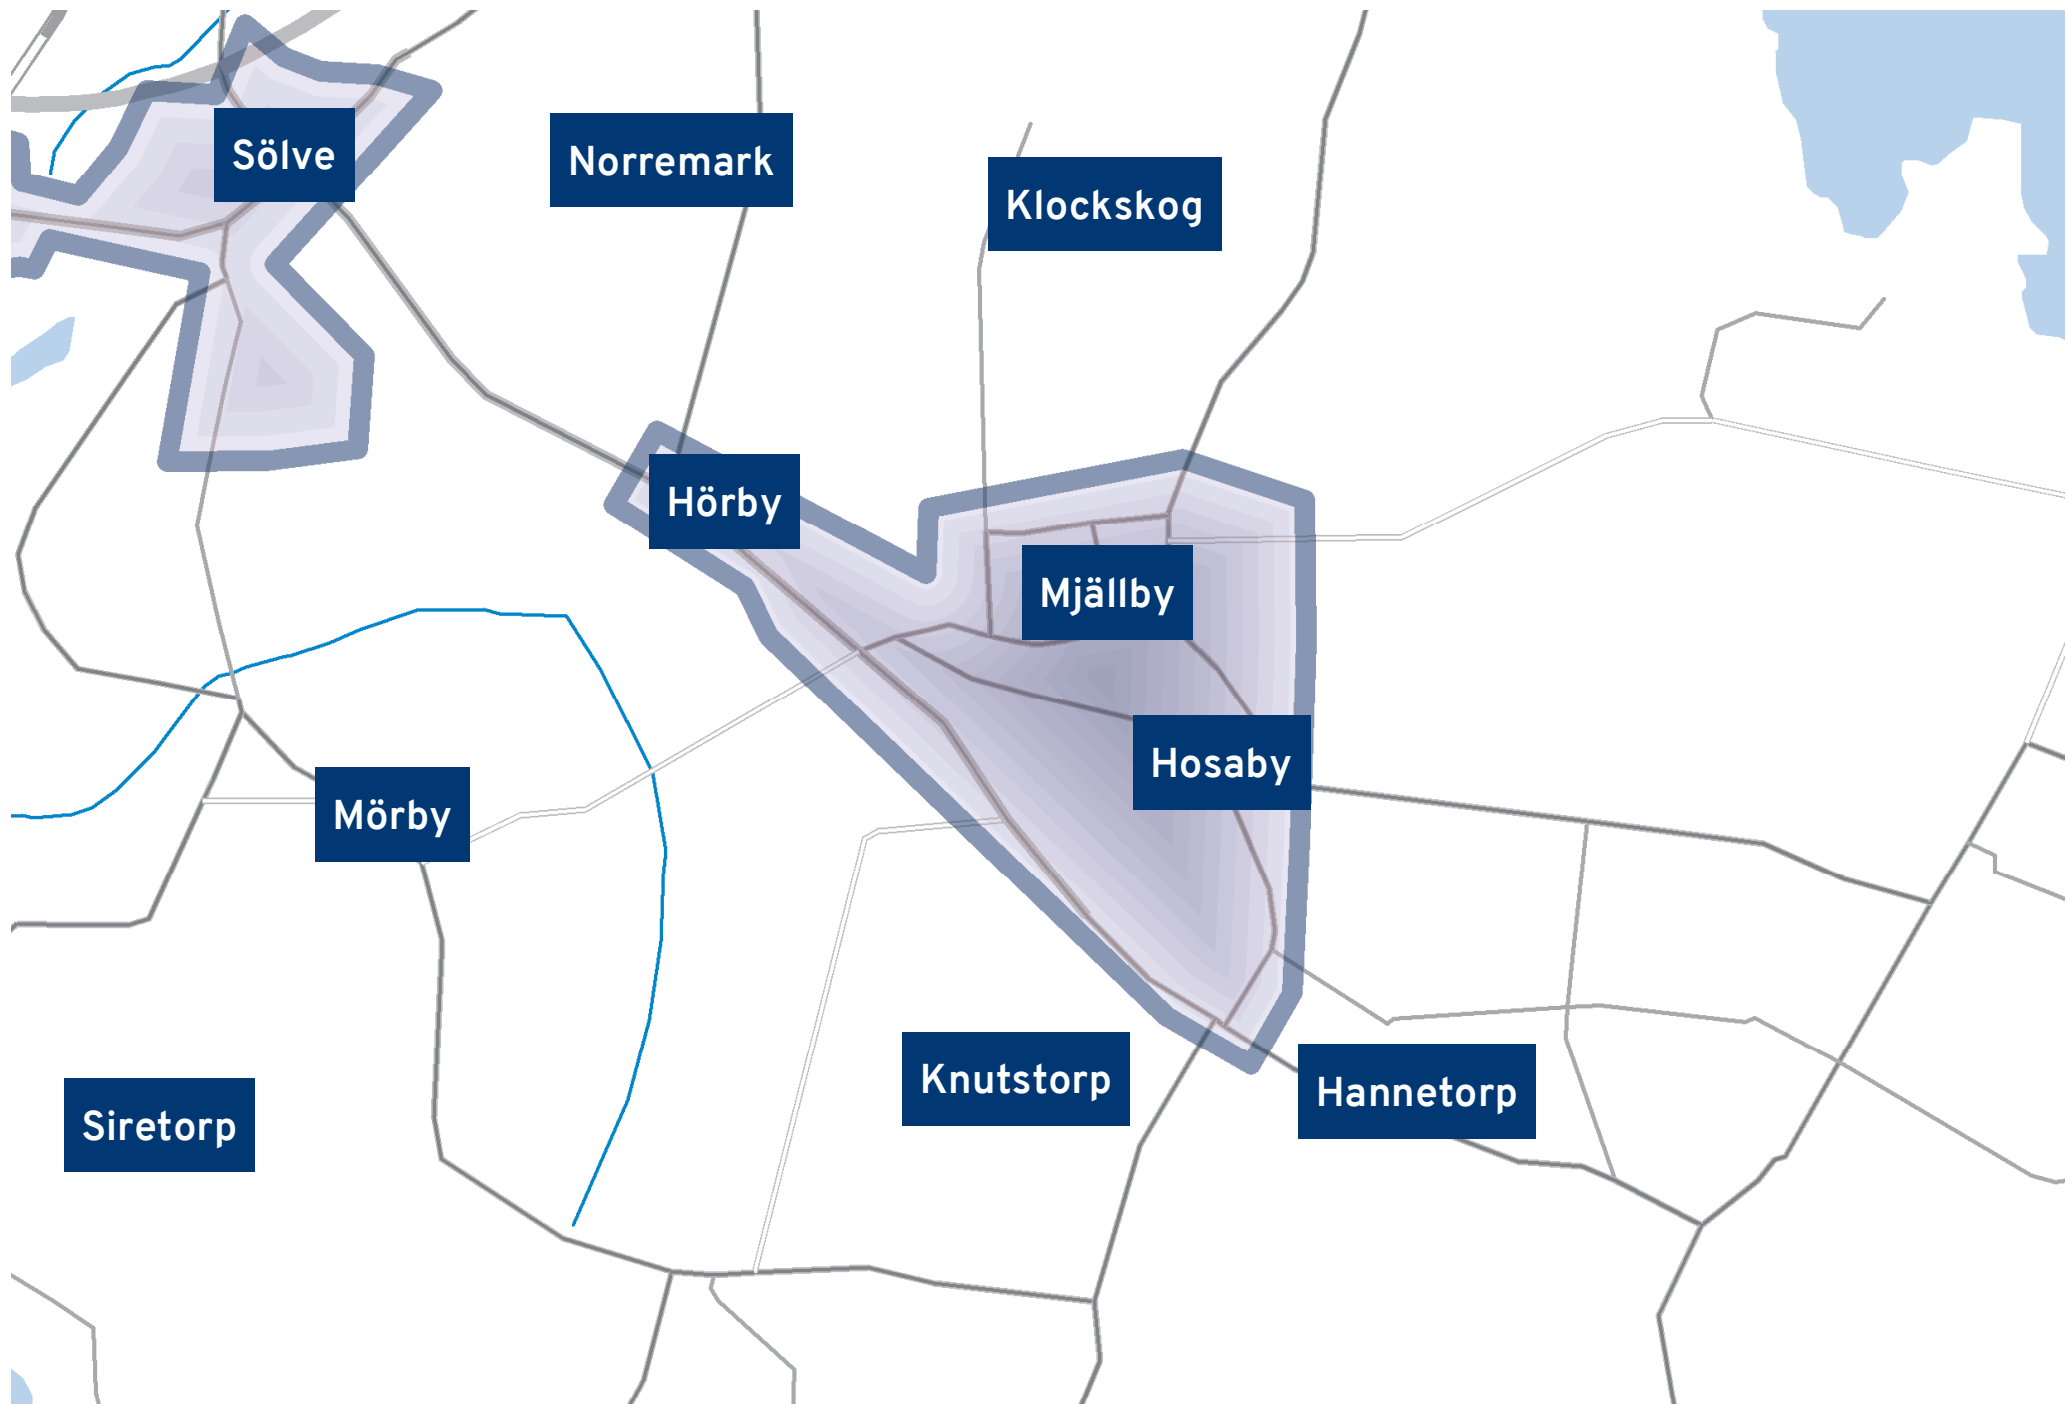 Sölve
Norremark
Klockskog
Hörby
Mjällby
Hosaby
Mörby
Knutstorp
Hannetorp
Siretorp